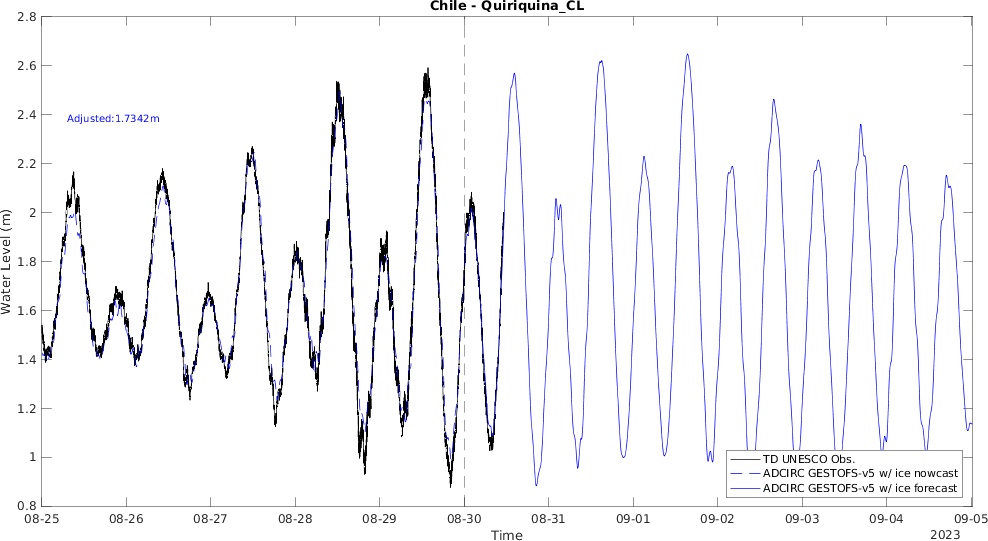 Chile - Quiriquina_CL
2.8
2.6
2.4
2.2
2
1.8
1.6
1.4
1.2
1
0.8
Water Level (m)
Adjusted:1.7342m
TD UNESCO Obs.
ADCIRC GESTOFS-v5 w/ ice nowcast
ADCIRC GESTOFS-v5 w/ ice forecast
08-25 08-26 08-27 08-28 08-29 08-30 08-31 09-01 09-02 09-03 09-04 09-05
Time
2023